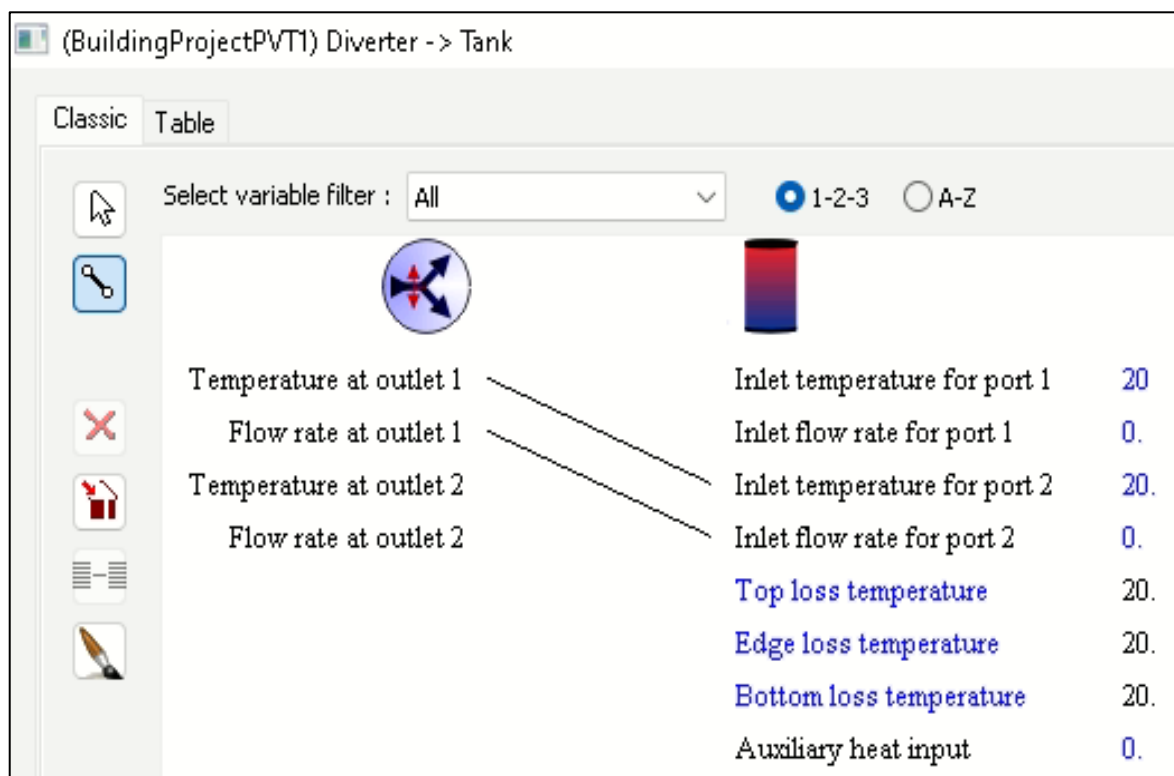 (BuildingProjectPVT1) Diverter -> Tank
Classic Table
Select variable filter : All 1-2-3 A-Z
Temperature at outlet 1 Inlet temperature for port 1 20
Flow rate at outlet 1 Inlet flow rate for port 1 0.
Temperature at outlet 2 Inlet temperature for port 2 20.
Flow rate at outlet 2 Inlet flow rate for port 2 0.
Top loss temperature 20.
Edge loss temperature 20.
Bottom loss temperature 20.
Auxiliary heat input 0.